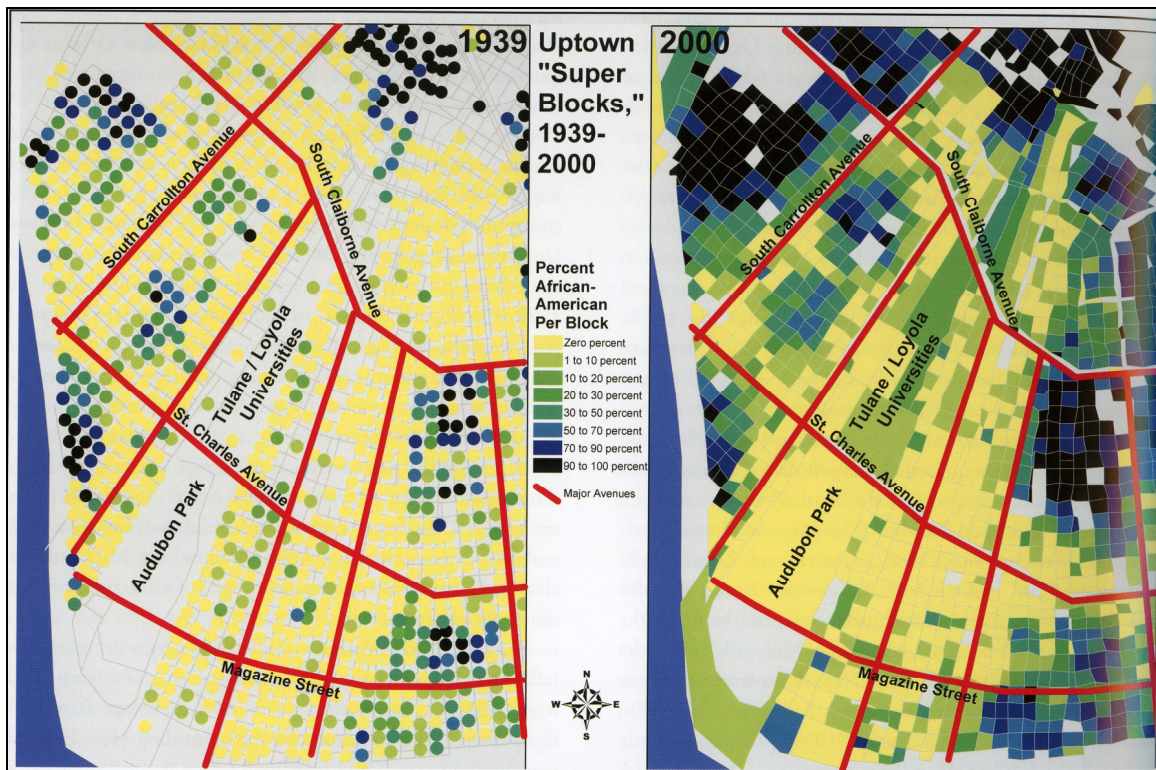 1939
South Carrollton Avenue
South Claiborne Avenue
Tulane / Loyola
Universities
St. Charles Avenue
Audubon Park
Magazine Street
Uptown
"Super
Blocks,"
1939-
2000
Percent
African-
American
Per Block
Zero percent
1 to 10 percent
10 to 20 percent
20 to 30 percent
30 to 50 percent
50 to 70 percent
70 to 90 percent
90 to 100 percent
Major Avenues
N
W
E
S
2000
South Carrollton Avenue
South Claiborne Avenue
Tulane / Loyola
Universities
St. Charles Avenue
Audubon Park
Magazine Street